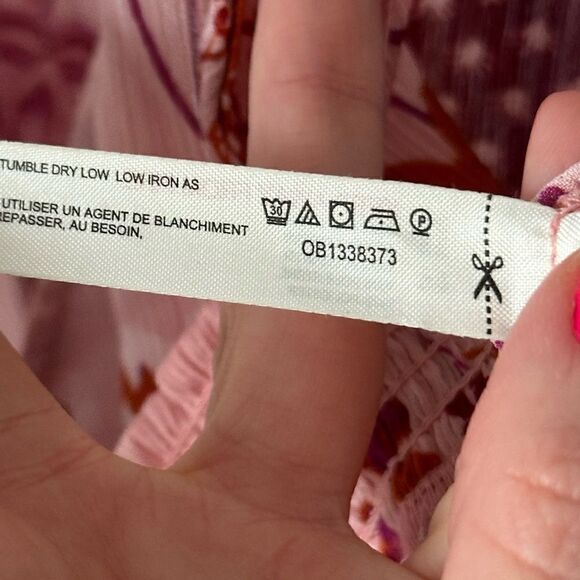 TUMBLE DRY LOW LOW IRON AS
UTILISER UN AGENT DE BLANCHIMENT
REPASSER, AU BESOIN,
30
P
OB1338373